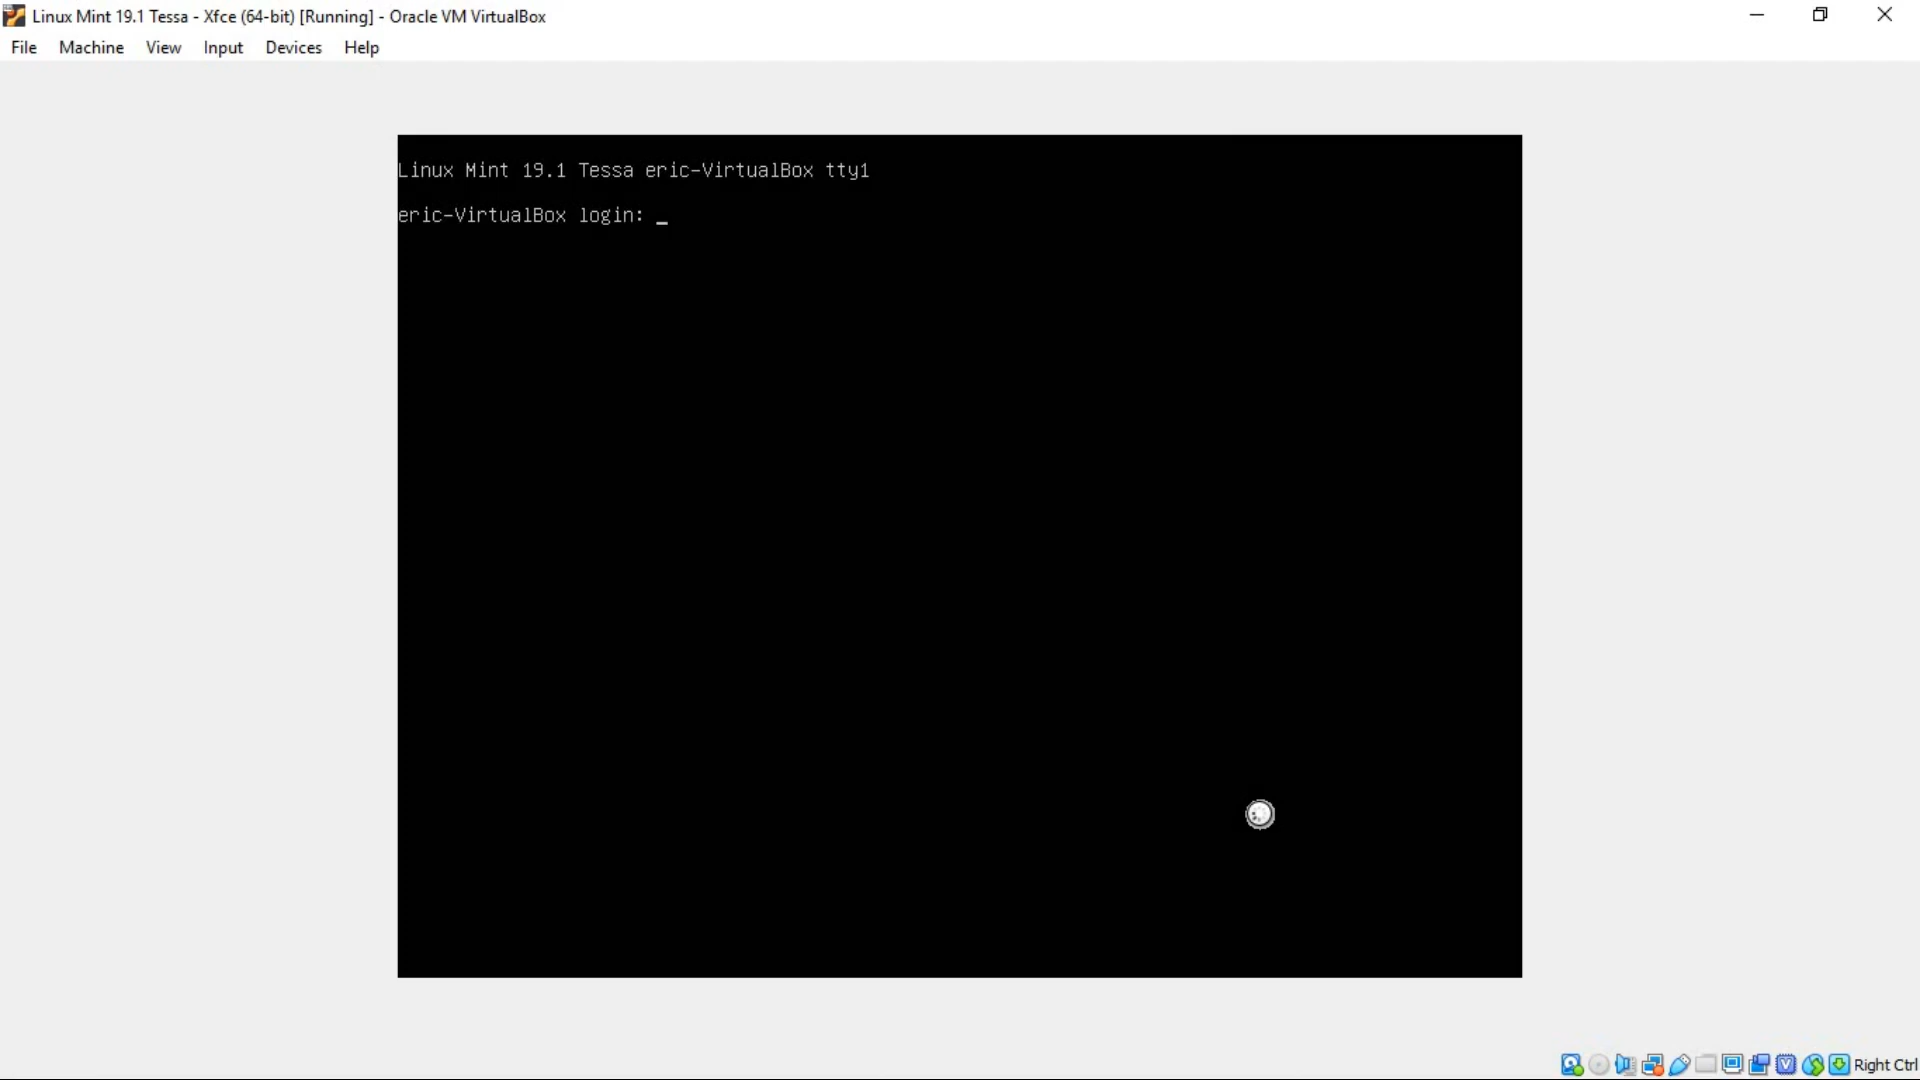 Linux Mint 19.1 Tessa - Xfce (64-bit) [Running] - Oracle VM VirtualBox
File Machine View Input Devices Help
Linux Mint 19.1 Tessa eric-VirtualBox tty1
eric-VirtualBox login: _
Right Ctrl